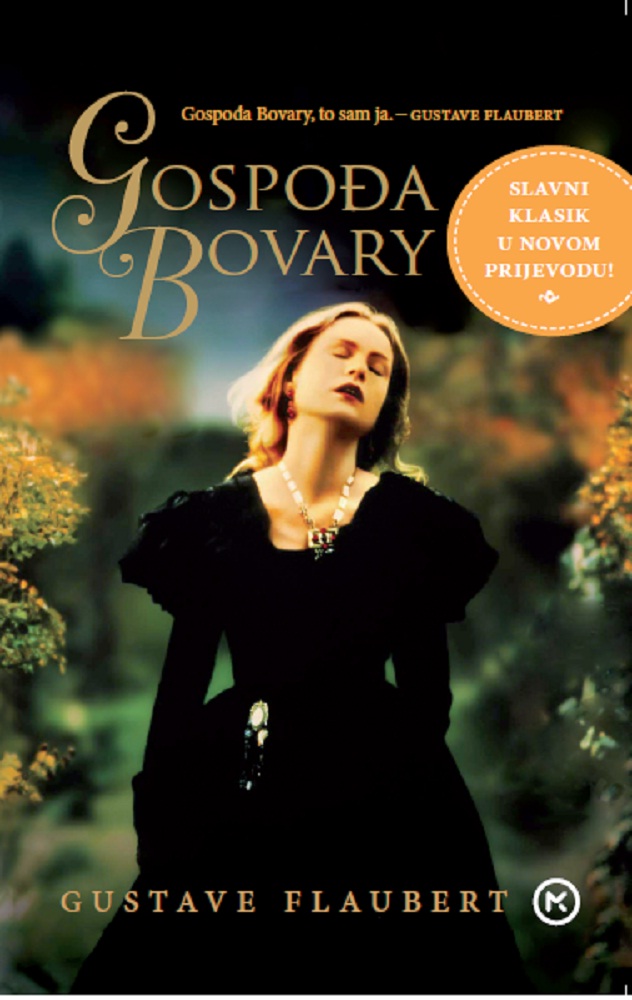 Gospođa Bovary, to sam ja. – GUSTAVE FLAUBERT
GOSPOĐA
BOVARY
SLAVNI
KLASIK
U NOVOM
PRIJEVODU!
GUSTAVE FLAUBERT